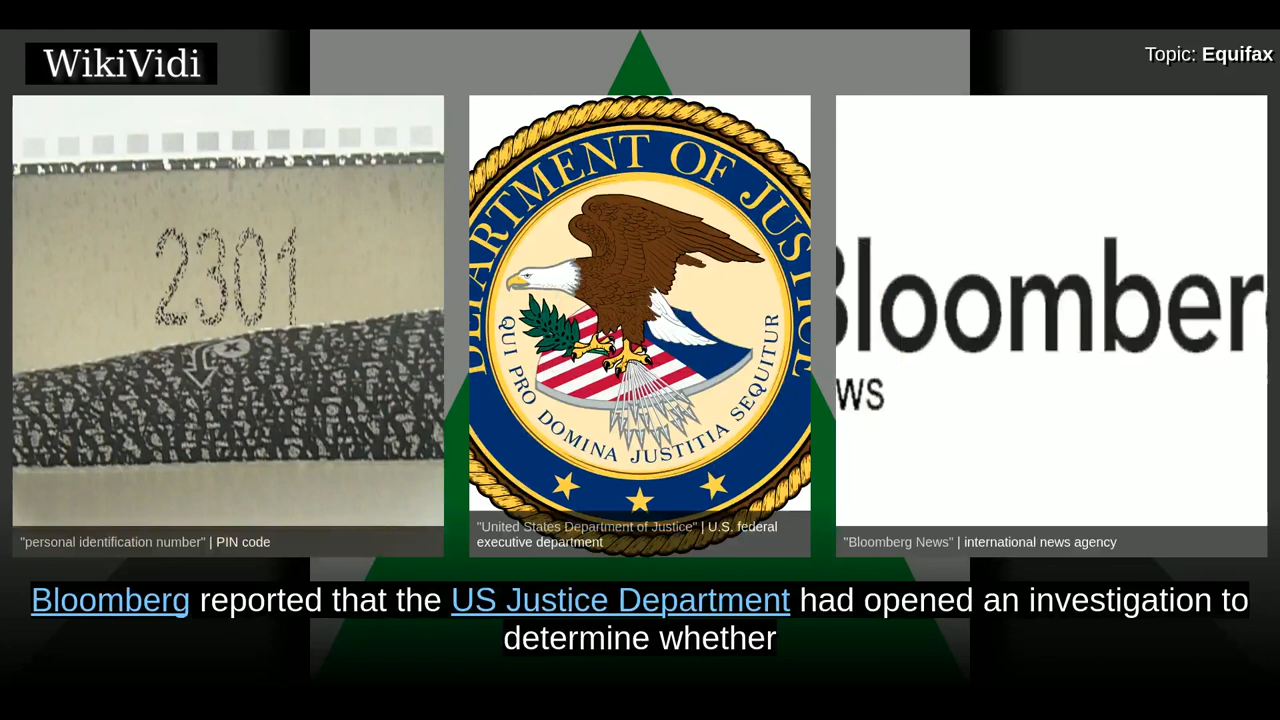 WikiVidi
Topic: Equifax
2301
DEPARTMENT OF JUSTICE
QUI PRO DOMINA JUSTITIA SEQUITUR
Bloomber
ws
"personal identification number" | PIN code
"United States Department of Justice" | U.S. federal
executive department
"Bloomberg News" | international news agency
Bloomberg reported that the US Justice Department had opened an investigation to
determine whether